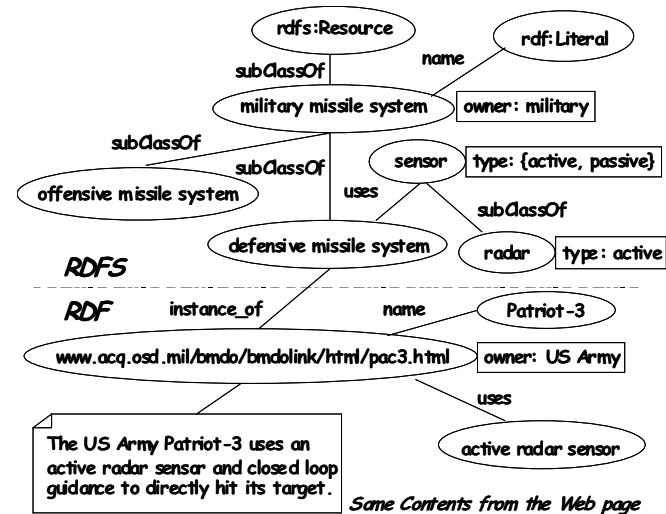 rdfs:Resource
rdf:Literal
name
subClassOf
military missile system
owner: military
subClassOf
subClassOf
sensor
type: {active, passive}
offensive missile system
uses
subClassOf
defensive missile system
radar
type: active
RDFS
RDF
instance_of
name
Patriot-3
www.acq.osd.mil/bmdo/bmdolink/html/pac3.html
owner: US Army
uses
The US Army Patriot-3 uses an
active radar sensar and closed loop
guidance to directly hit its target.
active radar sensor
Some Contents from the Web page